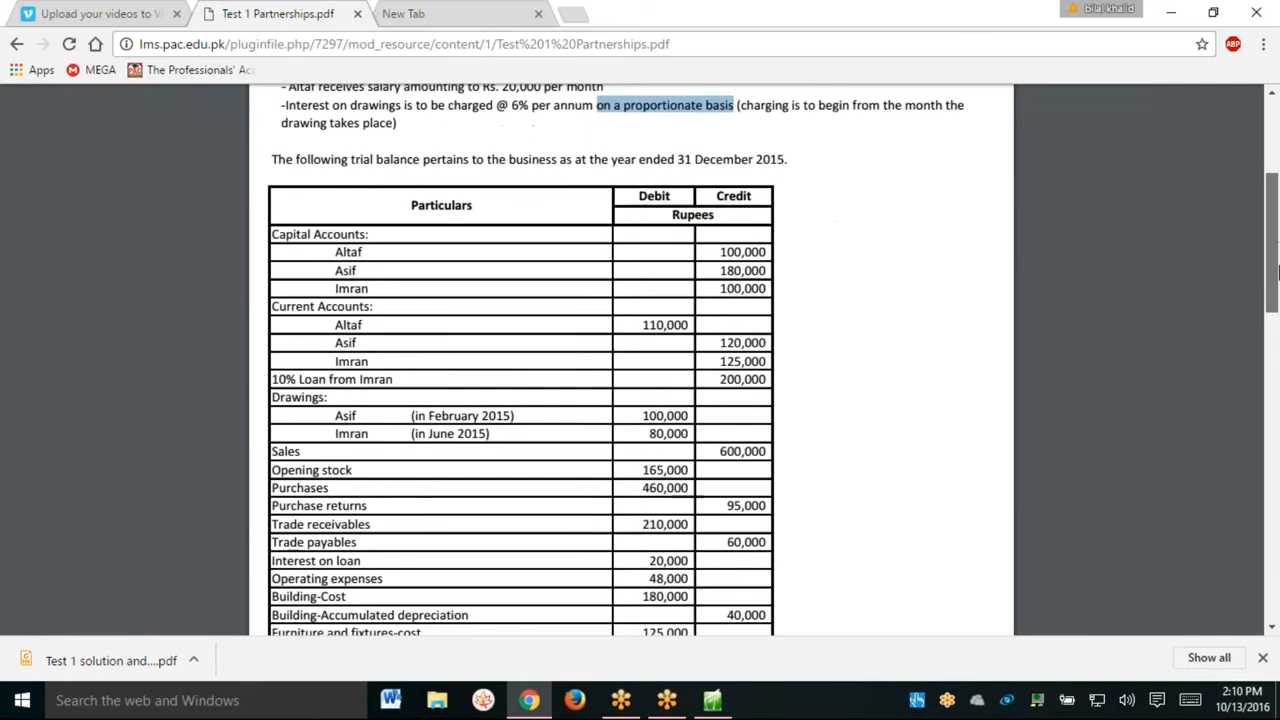 Upload your videos to Vi
Test 1 Partnerships.pdf
New Tab
bilal khalid
lms.pac.edu.pk/pluginfile.php/7297/mod_resource/content/1/Test%201%20Partnerships.pdf
ABP
Apps
MEGA
The Professionals' Ac
- Altaf receives salary amounting to Rs. 20,000 per month
-Interest on drawings is to be charged @ 6% per annum on a proportionate basis (charging is to begin from the month the
drawing takes place)
The following trial balance pertains to the business as at the year ended 31 December 2015.
Particulars Debit Credit
Rupees
Capital Accounts:
Altaf 100,000
Asif 180,000
Imran 100,000
Current Accounts:
Altaf 110,000
Asif 120,000
Imran 125,000
10% Loan from Imran 200,000
Drawings:
Asif (in February 2015) 100,000
Imran (in June 2015) 80,000
Sales 600,000
Opening stock 165,000
Purchases 460,000
Purchase returns 95,000
Trade receivables 210,000
Trade payables 60,000
Interest on loan 20,000
Operating expenses 48,000
Building-Cost 180,000
Building-Accumulated depreciation 40,000
Furniture and fixtures-cost 125,000
Test 1 solution and....pdf
Show all
Search the web and Windows
2:10 PM
10/13/2016